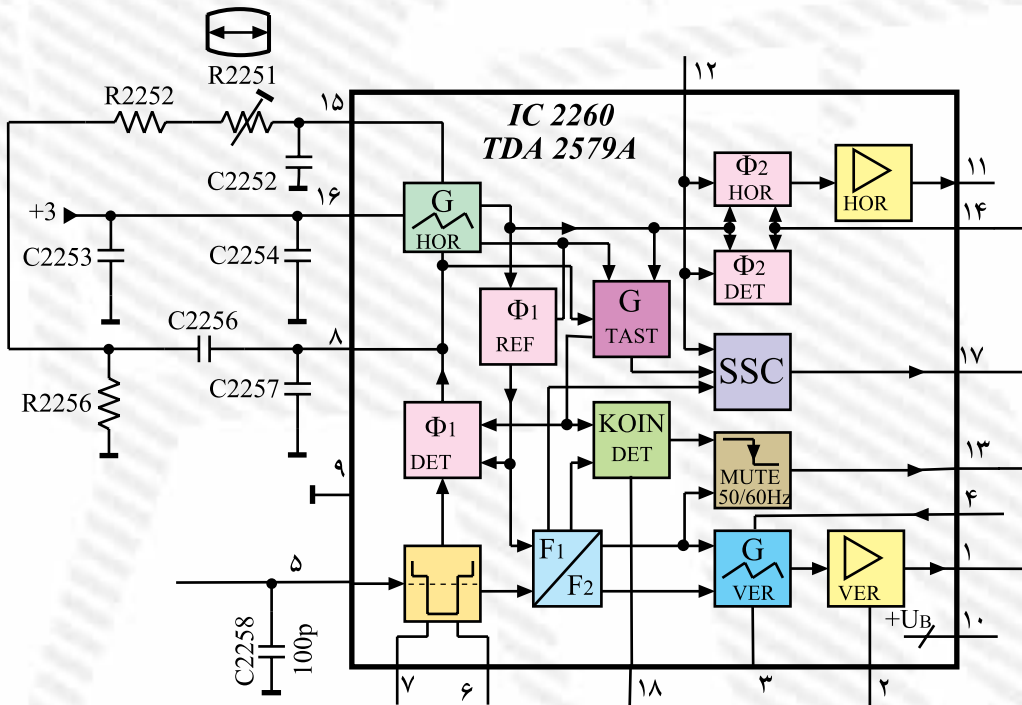 R2251
R2252
۱۵
IC 2260
TDA 2579A
۱۲
C2252
Φ2
HOR
HOR
۱۱
+3
۱۶
G
HOR
۱۴
C2253
C2254
Φ2
DET
Φ1
REF
G
TAST
C2256
۸
SSC
۱۷
R2256
C2257
Φ1
DET
KOIN
DET
MUTE
50/60Hz
۱۳
۹
۴
۵
F1
F2
G
VER
VER
۱
+UB
۱۰
C2258
100p
۷
۶
۱۸
۳
۲